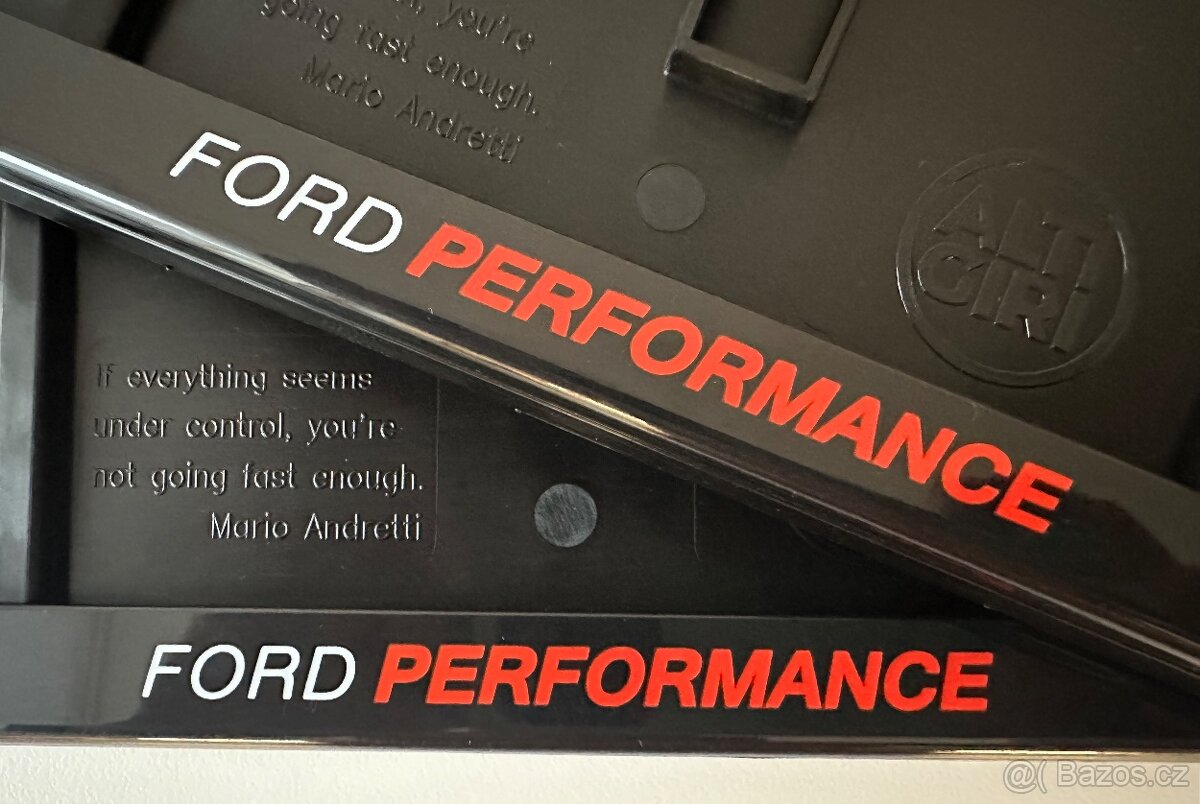 you're
going fast enough.
Mario Andretti
ALTI
GIRI
FORD PERFORMANCE
If everything seems
under control, you're
not going fast enough.
Mario Andretti
FORD PERFORMANCE
@( Bazos.cz